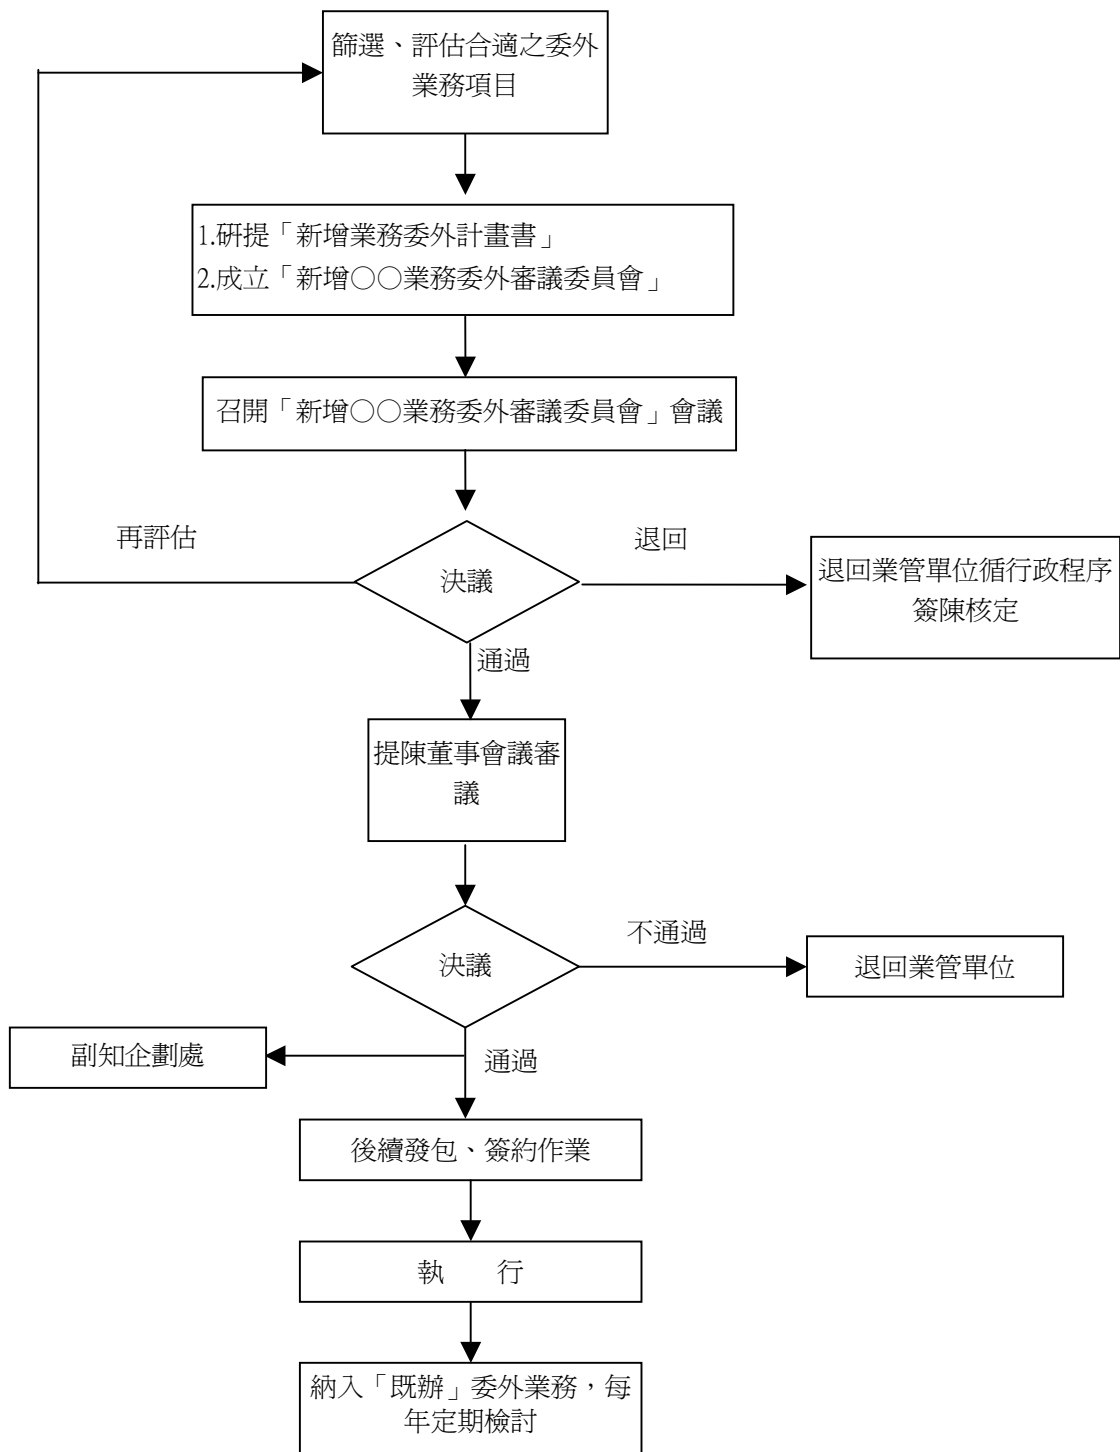 篩選、評估合適之委外
業務項目
1.研提「新增業務委外計畫書」
2.成立「新增○○業務委外審議委員會」
召開「新增○○業務委外審議委員會」會議
再評估
決議
退回
退回業管單位循行政程序
簽陳核定
通過
提陳董事會議審
議
決議
不通過
退回業管單位
副知企劃處
通過
後續發包、簽約作業
執　　行
納入「既辦」委外業務，每
年定期檢討